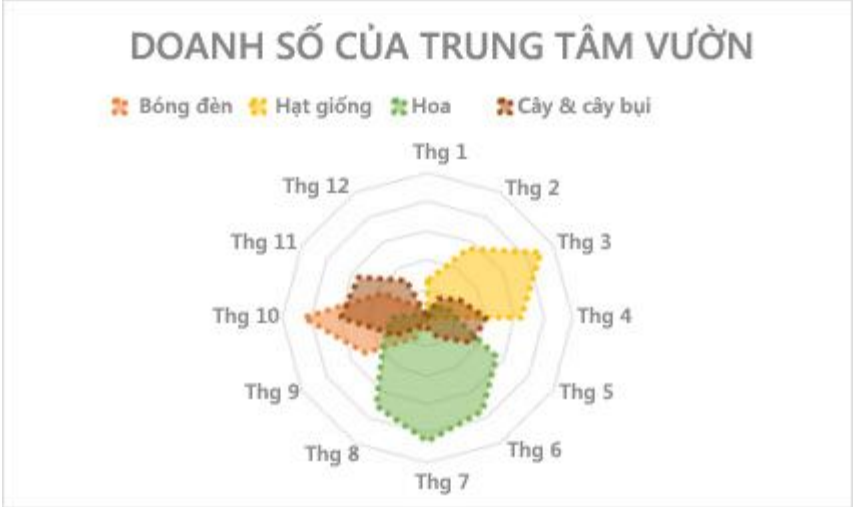 DOANH SỐ CỦA TRUNG TÂM VƯỜN
Bóng đèn Hạt giống Hoa Cây & cây bụi
Thg 1
Thg 2
Thg 3
Thg 4
Thg 5
Thg 6
Thg 7
Thg 8
Thg 9
Thg 10
Thg 11
Thg 12